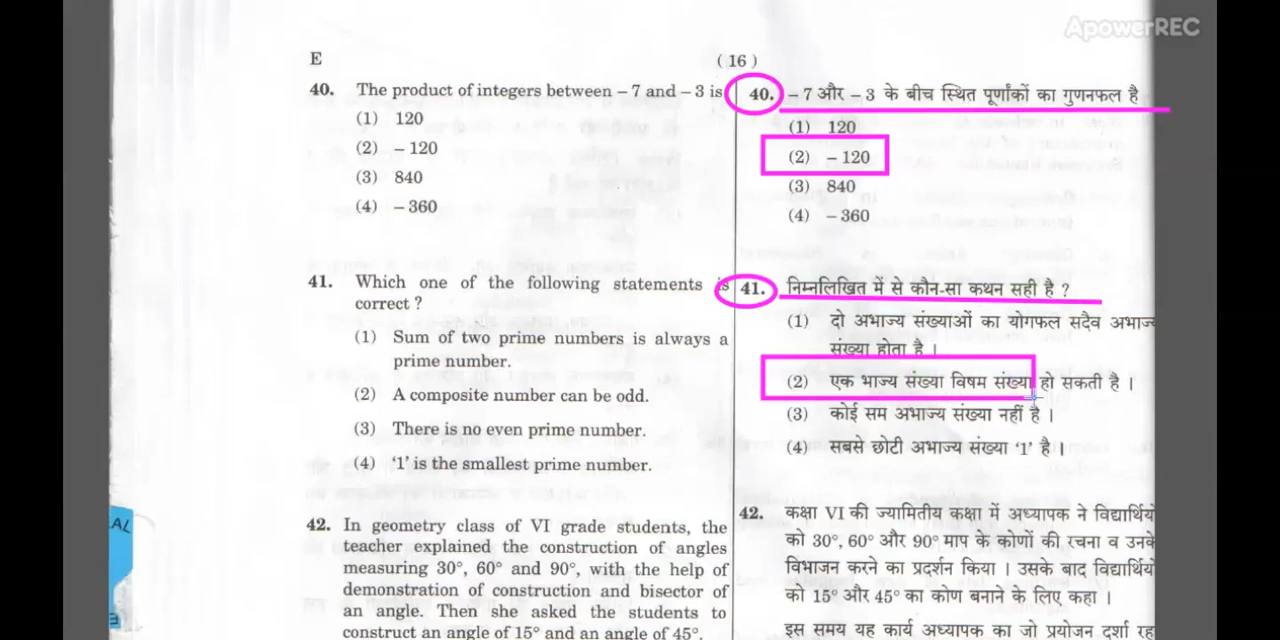 ApowerREC
E
( 16 )
40. The product of integers between – 7 and – 3 is
(1) 120
(2) – 120
(3) 840
(4) – 360
41. Which one of the following statements is
correct ?
(1) Sum of two prime numbers is always a
prime number.
(2) A composite number can be odd.
(3) There is no even prime number.
(4) ‘1’ is the smallest prime number.
42. In geometry class of VI grade students, the
teacher explained the construction of angles
measuring 30°, 60° and 90°, with the help of
demonstration of construction and bisector of
an angle. Then she asked the students to
construct an angle of 15° and an angle of 45°.
40. – 7 और – 3 के बीच स्थित पूर्णांकों का गुणनफल है
(1) 120
(2) – 120
(3) 840
(4) – 360
41. निम्नलिखित में से कौन-सा कथन सही है ?
(1) दो अभाज्य संख्याओं का योगफल सदैव अभाज्य
संख्या होता है ।
(2) एक भाज्य संख्या विषम संख्या हो सकती है ।
(3) कोई सम अभाज्य संख्या नहीं है ।
(4) सबसे छोटी अभाज्य संख्या ‘1’ है ।
42. कक्षा VI की ज्यामितीय कक्षा में अध्यापक ने विद्यार्थियों
को 30°, 60° और 90° माप के कोणों की रचना व उनके
विभाजन करने का प्रदर्शन किया । उसके बाद विद्यार्थियों
को 15° और 45° का कोण बनाने के लिए कहा ।
इस समय यह कार्य अध्यापक का जो प्रयोजन दर्शा रहा
AL